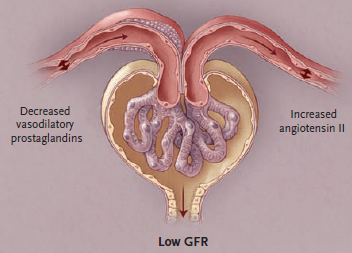 Decreased
vasodilatory
prostaglandins
Increased
angiotensin II
Low GFR